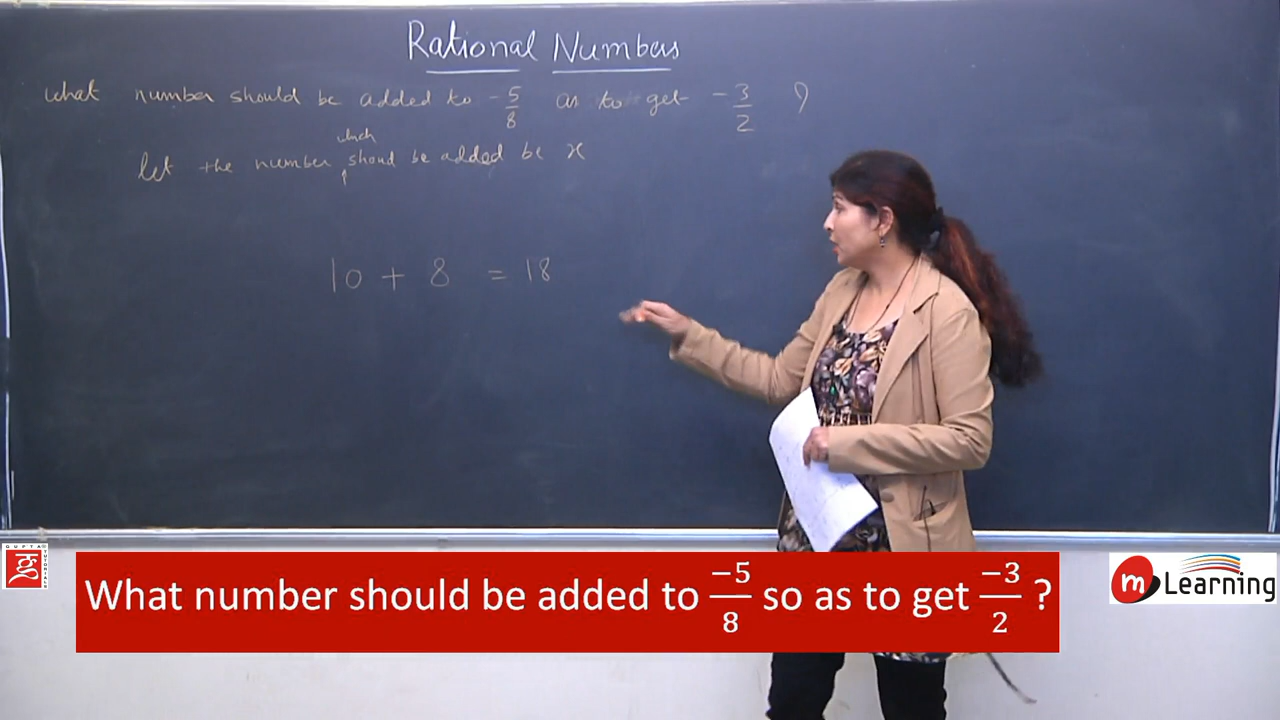 Rational Numbers
What number should be added to -5/8 as to get -3/2 ?
which
let the number should be added be x
10 + 8 = 18
GUPTA TUTORIALS
What number should be added to −5/8 so as to get −3/2 ?
m Learning